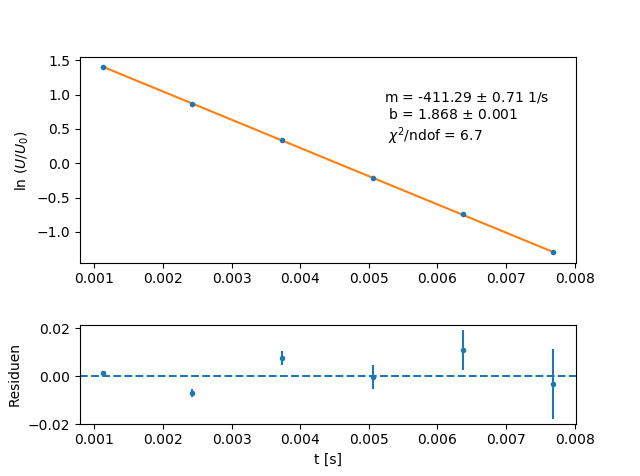 1.5
1.0
0.5
0.0
−0.5
−1.0
ln (U/U₀)
m = -411.29 ± 0.71 1/s
b = 1.868 ± 0.001
χ²/ndof = 6.7
0.001 0.002 0.003 0.004 0.005 0.006 0.007 0.008
0.02
0.00
−0.02
Residuen
0.001 0.002 0.003 0.004 0.005 0.006 0.007 0.008
t [s]